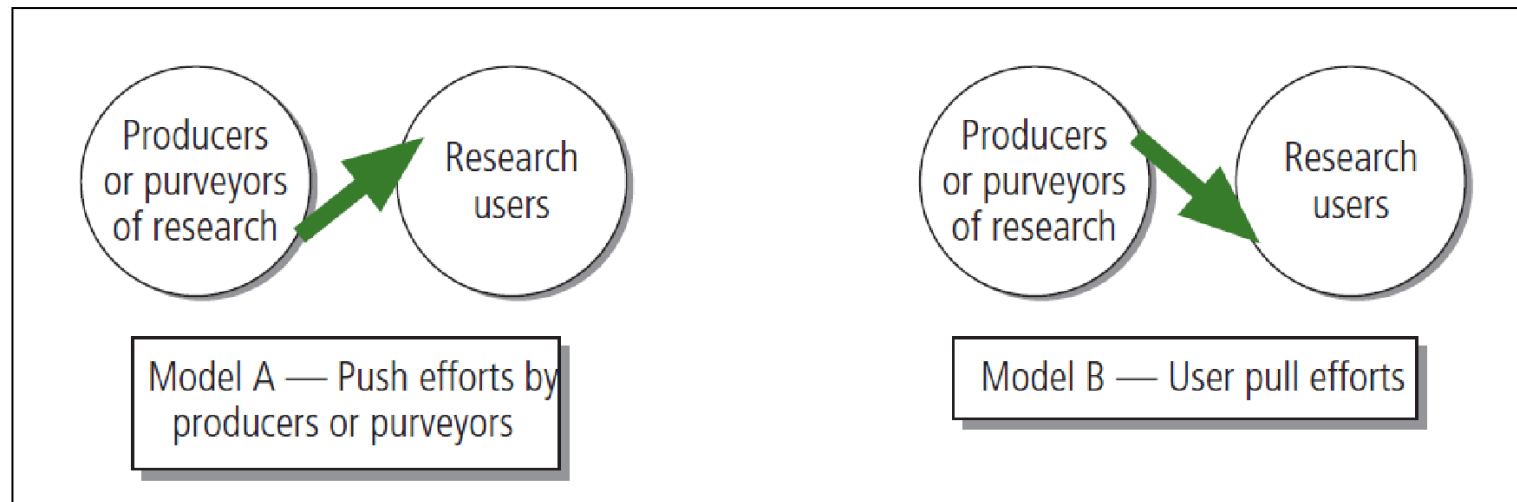 Producers
or purveyors
of research
Research
users
Model A — Push efforts by
producers or purveyors
Producers
or purveyors
of research
Research
users
Model B — User pull efforts